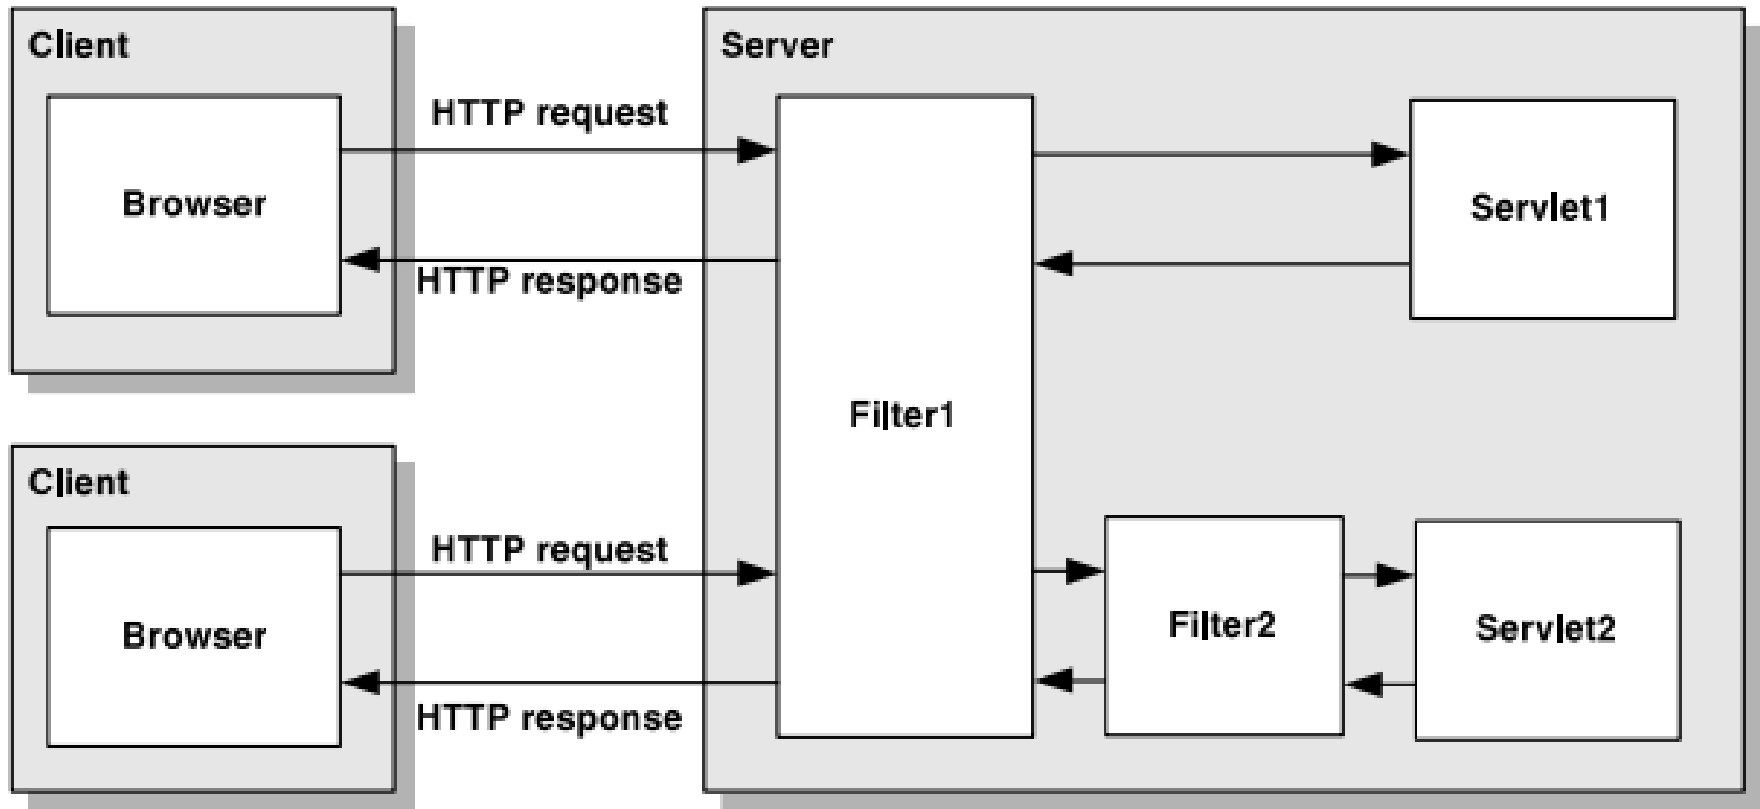 Client
Server
HTTP request
Browser
Servlet1
HTTP response
Filter1
Client
HTTP request
Browser
Filter2
Servlet2
HTTP response